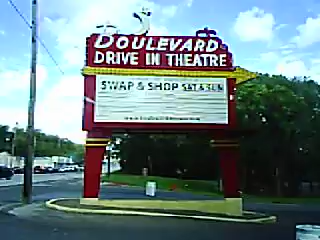 BOULEVARD
DRIVE IN THEATRE
SWAP & SHOP SAT & SUN